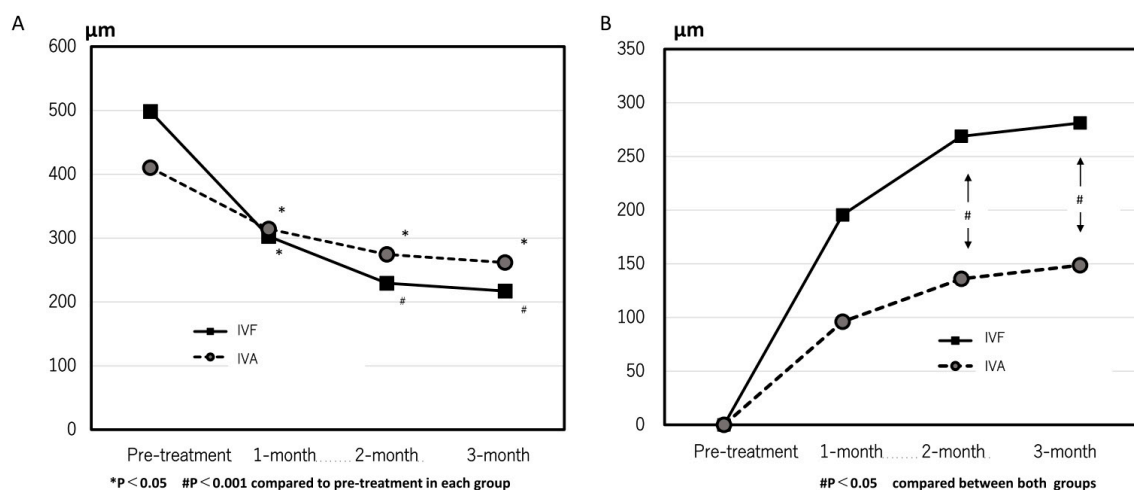 A
μm
600
500
400
300
200
100
0
*
*
*
*
#
#
IVF
IVA
Pre-treatment 1-month........ 2-month..
3-month
*P<0.05 #P<0.001 compared to pre-treatment in each group
B
μm
350
300
250
200
150
100
50
0
#
#
IVF
IVA
Pre-treatment 1-month........ 2-month.. 3-month
#P<0.05 compared between both groups